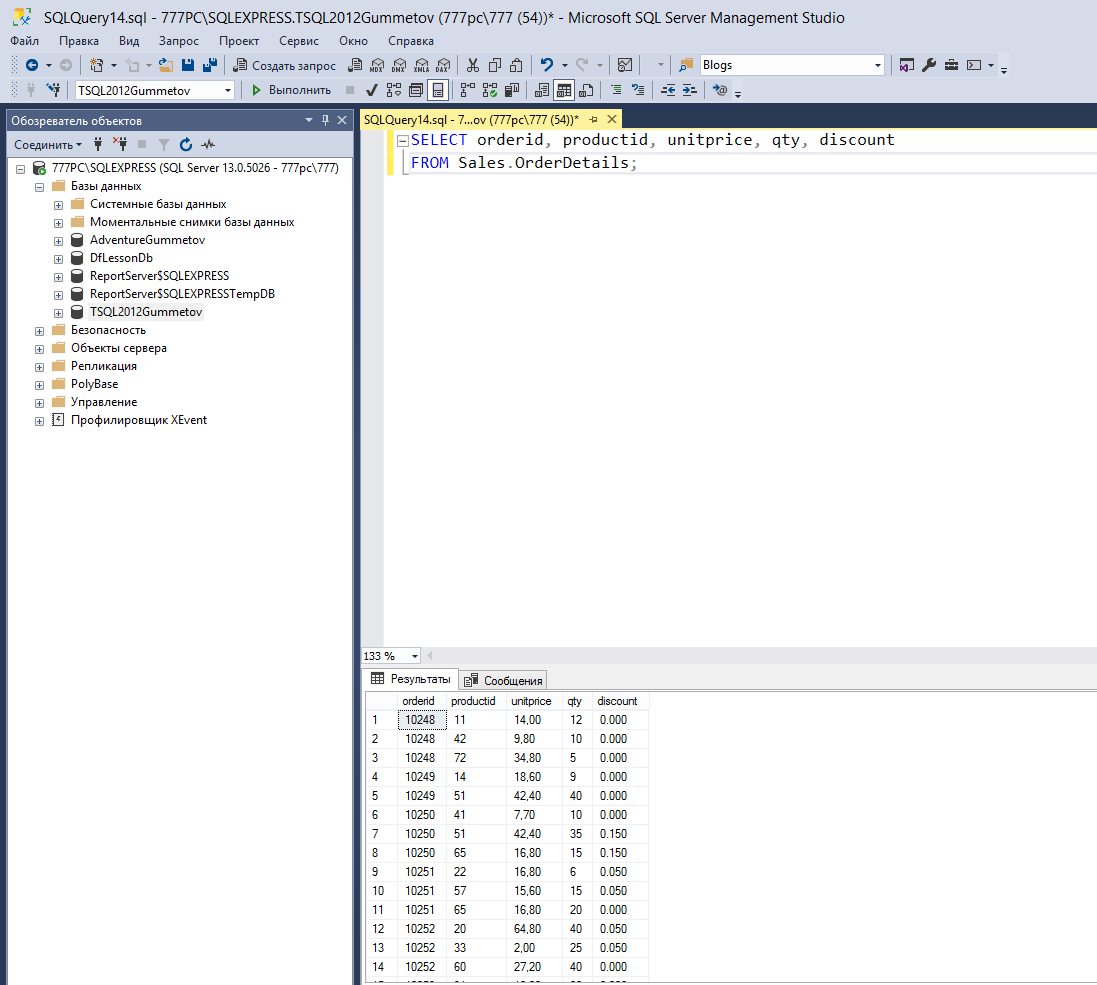 SQLQuery14.sql - 777PC\SQLEXPRESS.TSQL2012Gummetov (777pc\777 (54))* - Microsoft SQL Server Management Studio
Файл Правка Вид Запрос Проект Сервис Окно Справка
Создать запрос MDX DMX XMLA DAX Blogs
TSQL2012Gummetov Выполнить
Обозреватель объектов
Соединить
777PC\SQLEXPRESS (SQL Server 13.0.5026 - 777pc\777)
Базы данных
Системные базы данных
Моментальные снимки базы данных
AdventureGummetov
DfLessonDb
ReportServer$SQLEXPRESS
ReportServer$SQLEXPRESSTempDB
TSQL2012Gummetov
Безопасность
Объекты сервера
Репликация
PolyBase
Управление
Профилировщик XEvent
SQLQuery14.sql - 7...ov (777pc\777 (54))*
SELECT orderid, productid, unitprice, qty, discount
FROM Sales.OrderDetails;
133 %
Результаты Сообщения
orderid productid unitprice qty discount
1 10248 11 14,00 12 0.000
2 10248 42 9,80 10 0.000
3 10248 72 34,80 5 0.000
4 10249 14 18,60 9 0.000
5 10249 51 42,40 40 0.000
6 10250 41 7,70 10 0.000
7 10250 51 42,40 35 0.150
8 10250 65 16,80 15 0.150
9 10251 22 16,80 6 0.050
10 10251 57 15,60 15 0.050
11 10251 65 16,80 20 0.000
12 10252 20 64,80 40 0.050
13 10252 33 2,00 25 0.050
14 10252 60 27,20 40 0.000